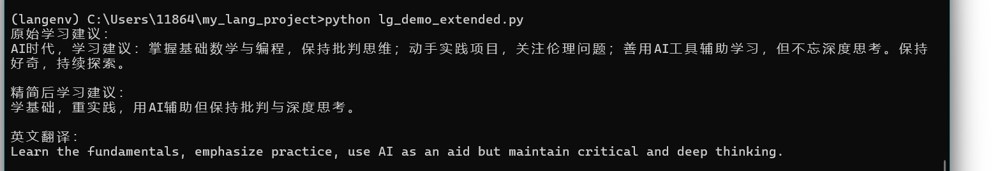 (langenv) C:\Users\11864\my_lang_project>python lg_demo_extended.py
原始学习建议：
AI时代，学习建议：掌握基础数学与编程，保持批判思维；动手实践项目，关注伦理问题；善用AI工具辅助学习，但不忘深度思考。保持
好奇，持续探索。
精简后学习建议：
学基础，重实践，用AI辅助但保持批判与深度思考。
英文翻译：
Learn the fundamentals, emphasize practice, use AI as an aid but maintain critical and deep thinking.